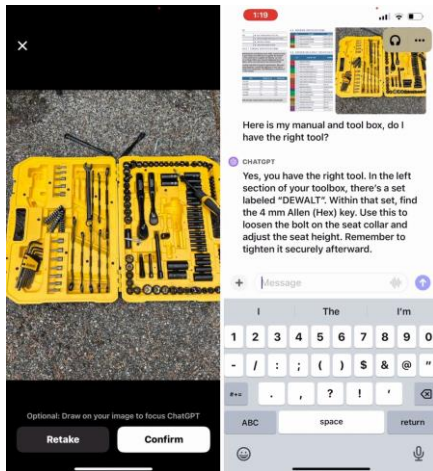 Optional: Draw on your image to focus ChatGPT
Retake
Confirm
1:19
Here is my manual and tool box, do I
have the right tool?
CHATGPT
Yes, you have the right tool. In the left
section of your toolbox, there's a set
labeled "DEWALT". Within that set, find
the 4 mm Allen (Hex) key. Use this to
loosen the bolt on the seat collar and
adjust the seat height. Remember to
tighten it securely afterward.
Message
I The I'm
1 2 3 4 5 6 7 8 9 0
- / : ; ( ) $ & @ "
#+= . , ? ! '
ABC space return